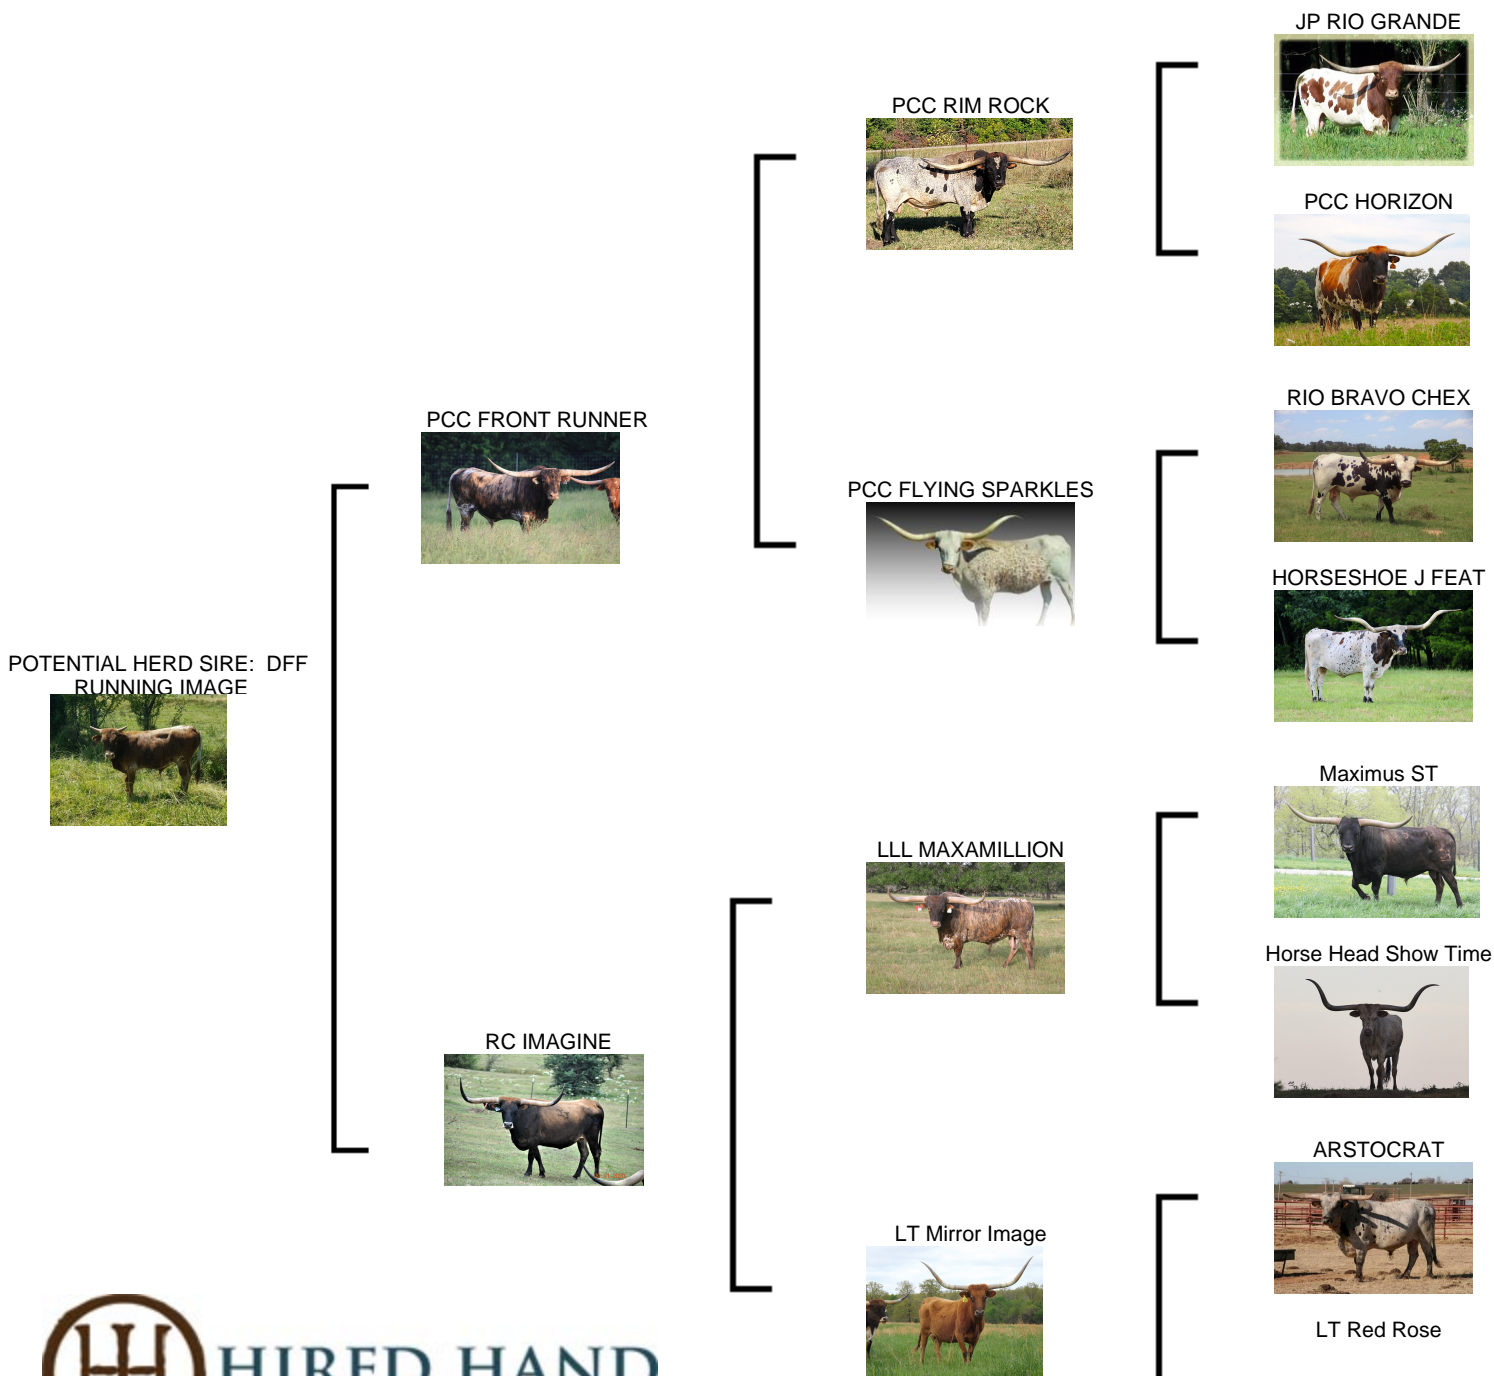 JP RIO GRANDE
PCC RIM ROCK
PCC HORIZON
RIO BRAVO CHEX
PCC FRONT RUNNER
PCC FLYING SPARKLES
HORSESHOE J FEAT
POTENTIAL HERD SIRE: DFF
RUNNING IMAGE
Maximus ST
LLL MAXAMILLION
Horse Head Show Time
RC IMAGINE
ARSTOCRAT
LT Mirror Image
LT Red Rose
HIRED HAND